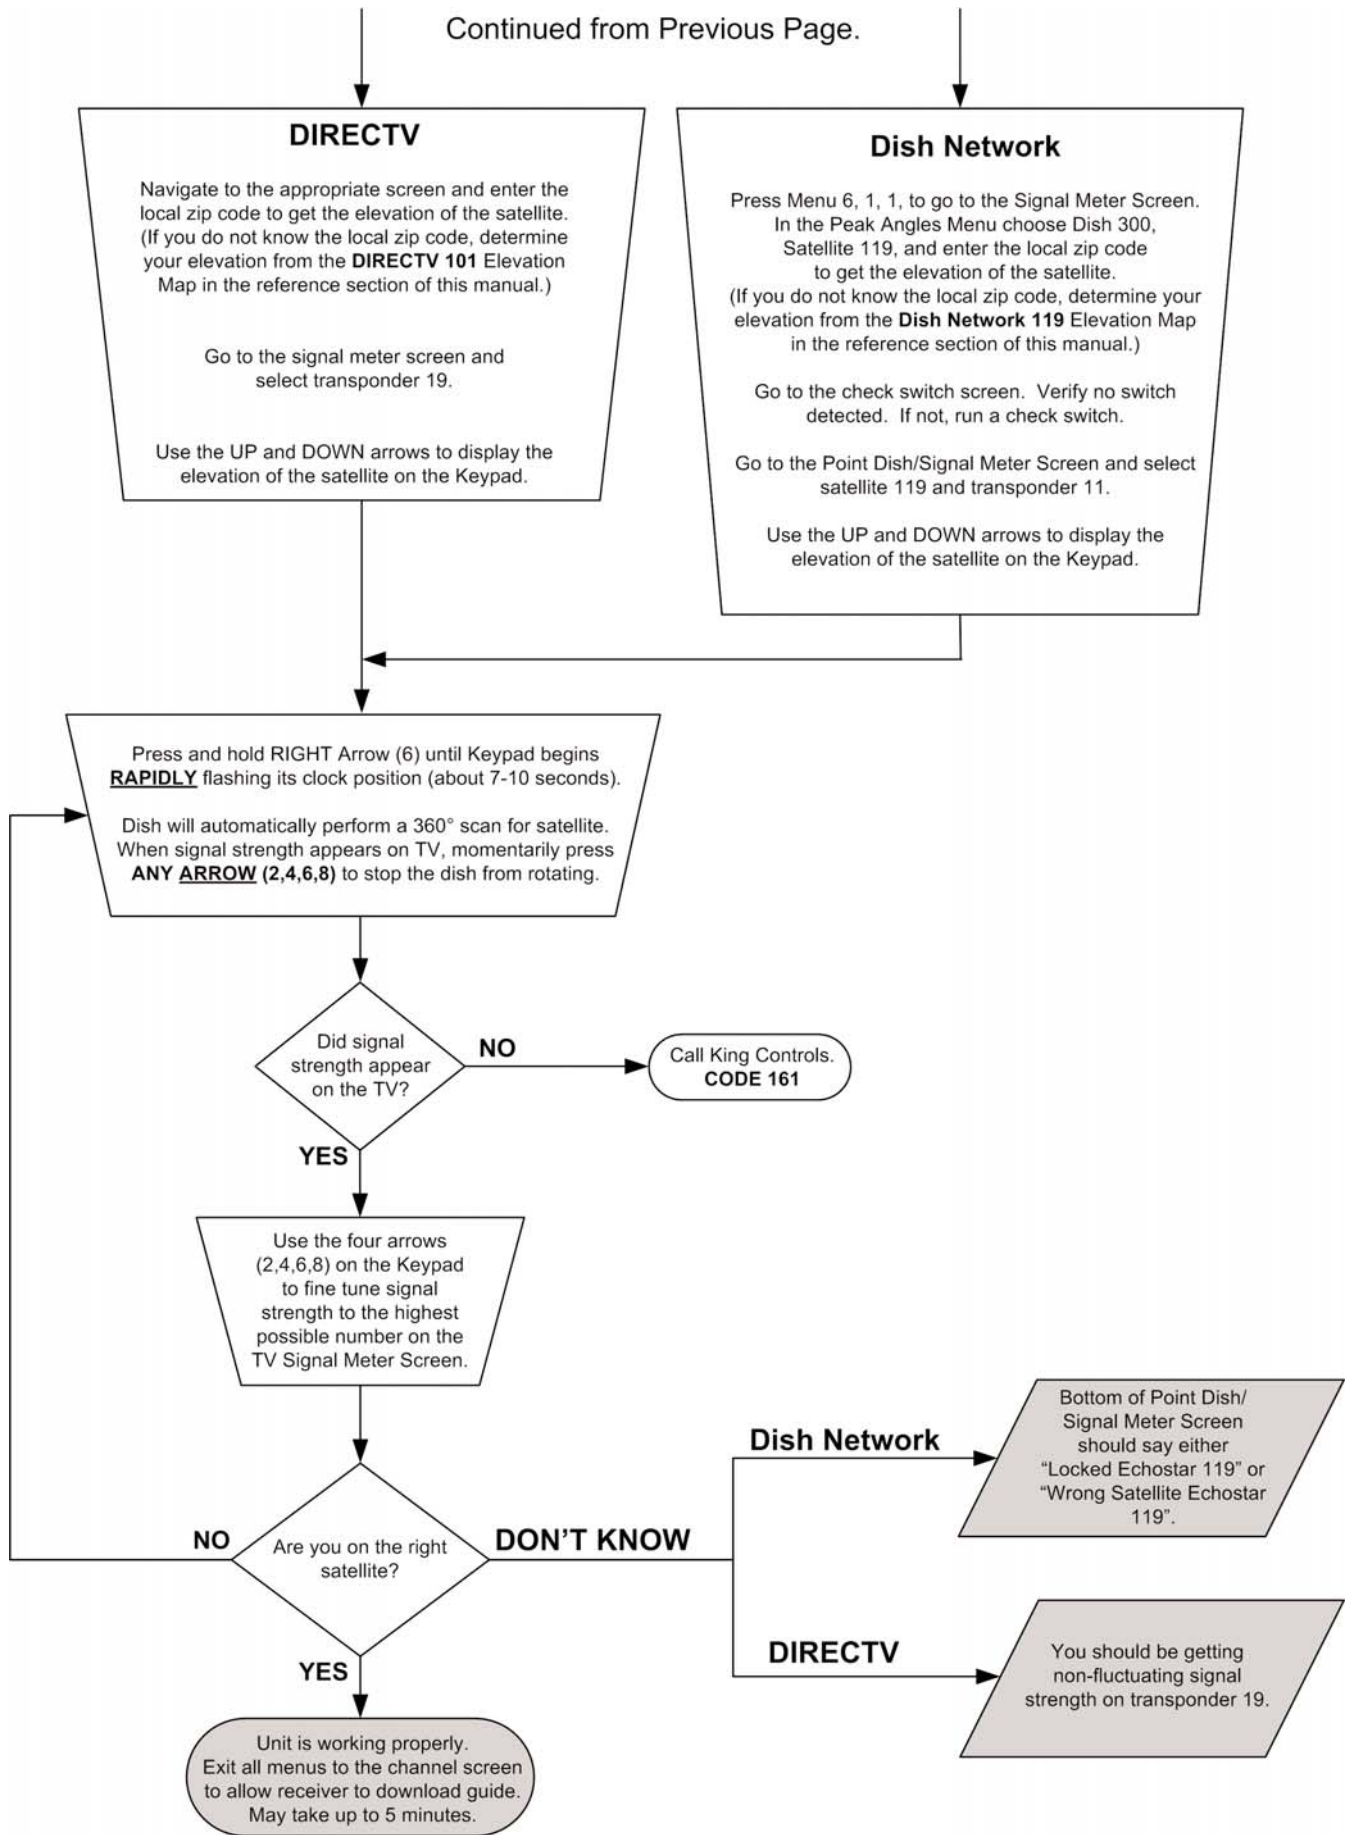 Continued from Previous Page.
DIRECTV
Navigate to the appropriate screen and enter the
local zip code to get the elevation of the satellite.
(If you do not know the local zip code, determine
your elevation from the DIRECTV 101 Elevation
Map in the reference section of this manual.)
Go to the signal meter screen and
select transponder 19.
Use the UP and DOWN arrows to display the
elevation of the satellite on the Keypad.
Dish Network
Press Menu 6, 1, 1, to go to the Signal Meter Screen.
In the Peak Angles Menu choose Dish 300,
Satellite 119, and enter the local zip code
to get the elevation of the satellite.
(If you do not know the local zip code, determine your
elevation from the Dish Network 119 Elevation Map
in the reference section of this manual.)
Go to the check switch screen.  Verify no switch
detected.  If not, run a check switch.
Go to the Point Dish/Signal Meter Screen and select
satellite 119 and transponder 11.
Use the UP and DOWN arrows to display the
elevation of the satellite on the Keypad.
Press and hold RIGHT Arrow (6) until Keypad begins
RAPIDLY flashing its clock position (about 7-10 seconds).
Dish will automatically perform a 360° scan for satellite.
When signal strength appears on TV, momentarily press
ANY ARROW (2,4,6,8) to stop the dish from rotating.
Did signal
strength appear
on the TV?
NO
Call King Controls.
CODE 161
YES
Use the four arrows
(2,4,6,8) on the Keypad
to fine tune signal
strength to the highest
possible number on the
TV Signal Meter Screen.
Are you on the right
satellite?
NO
DON'T KNOW
Dish Network
Bottom of Point Dish/
Signal Meter Screen
should say either
“Locked Echostar 119” or
“Wrong Satellite Echostar
119”.
DIRECTV
You should be getting
non-fluctuating signal
strength on transponder 19.
YES
Unit is working properly.
Exit all menus to the channel screen
to allow receiver to download guide.
May take up to 5 minutes.